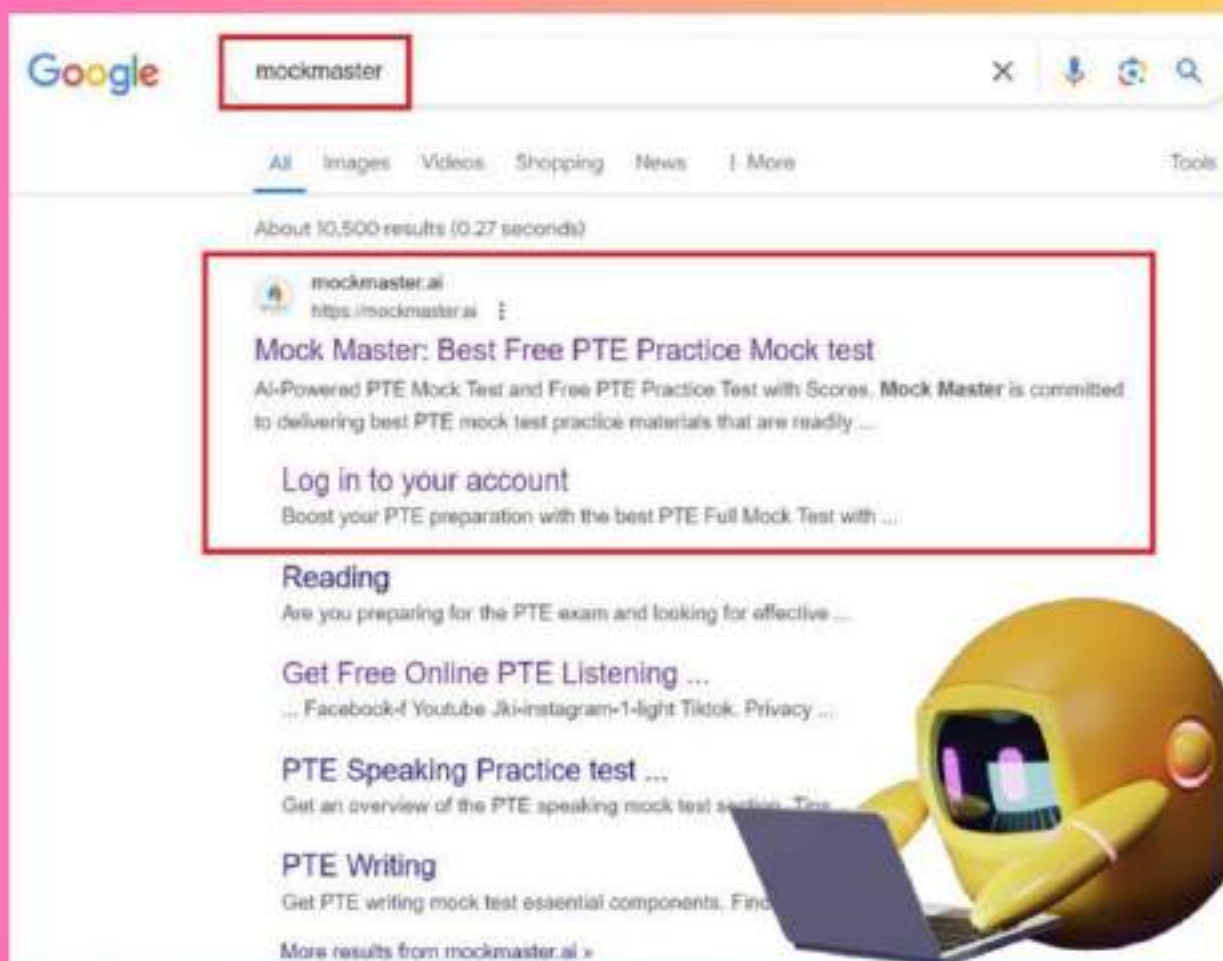 Google
mockmaster
All Images Videos Shopping News More Tools
About 10,500 results (0.27 seconds)
mockmaster.ai
https://mockmaster.ai
Mock Master: Best Free PTE Practice Mock test
AI-Powered PTE Mock Test and Free PTE Practice Test with Scores. Mock Master is committed
to delivering best PTE mock test practice materials that are readily ...
Log in to your account
Boost your PTE preparation with the best PTE Full Mock Test with ...
Reading
Are you preparing for the PTE exam and looking for effective ...
Get Free Online PTE Listening ...
... Facebook-f Youtube Jki-instagram-1-light Tiktok. Privacy ...
PTE Speaking Practice test ...
Get an overview of the PTE speaking mock test section. Tips
PTE Writing
Get PTE writing mock test essential components. Find
More results from mockmaster.ai »